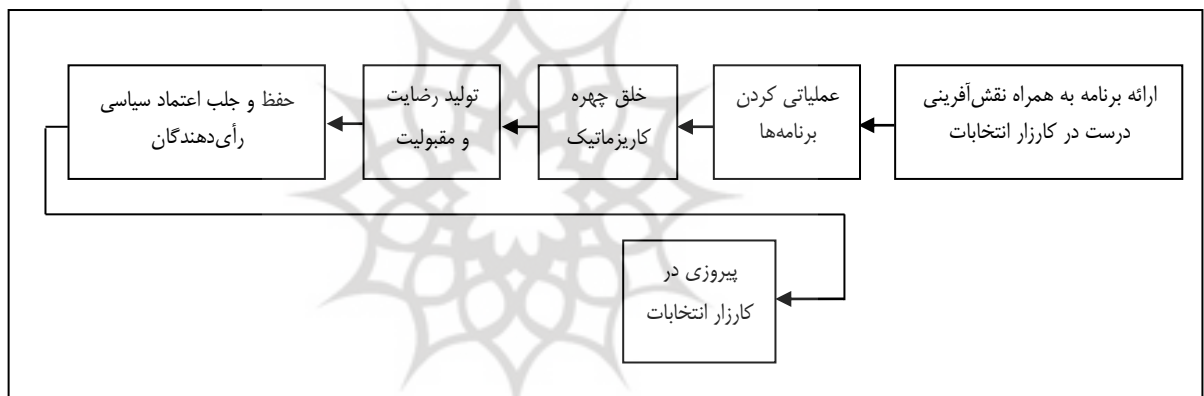 ارائه برنامه به همراه نقش‌آفرینی
درست در کارزار انتخابات
عملیاتی کردن
برنامه‌ها
خلق چهره
کاریزماتیک
تولید رضایت
و مقبولیت
حفظ و جلب اعتماد سیاسی
رأی‌دهندگان
پیروزی در
کارزار انتخابات